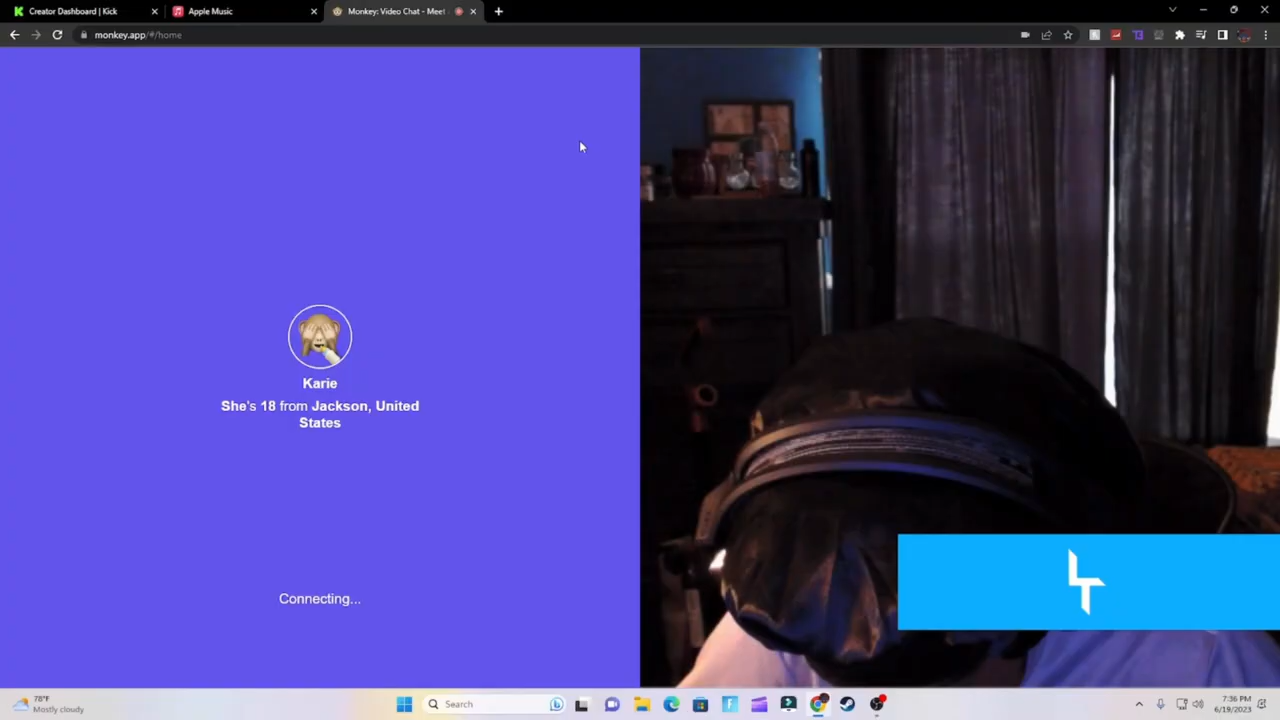 Creator Dashboard | Kick
Apple Music
Monkey: Video Chat - Meet
monkey.app/#/home
Karie
She's 18 from Jackson, United
States
Connecting...
78°F
Mostly cloudy
Search
7:36 PM
6/19/2023